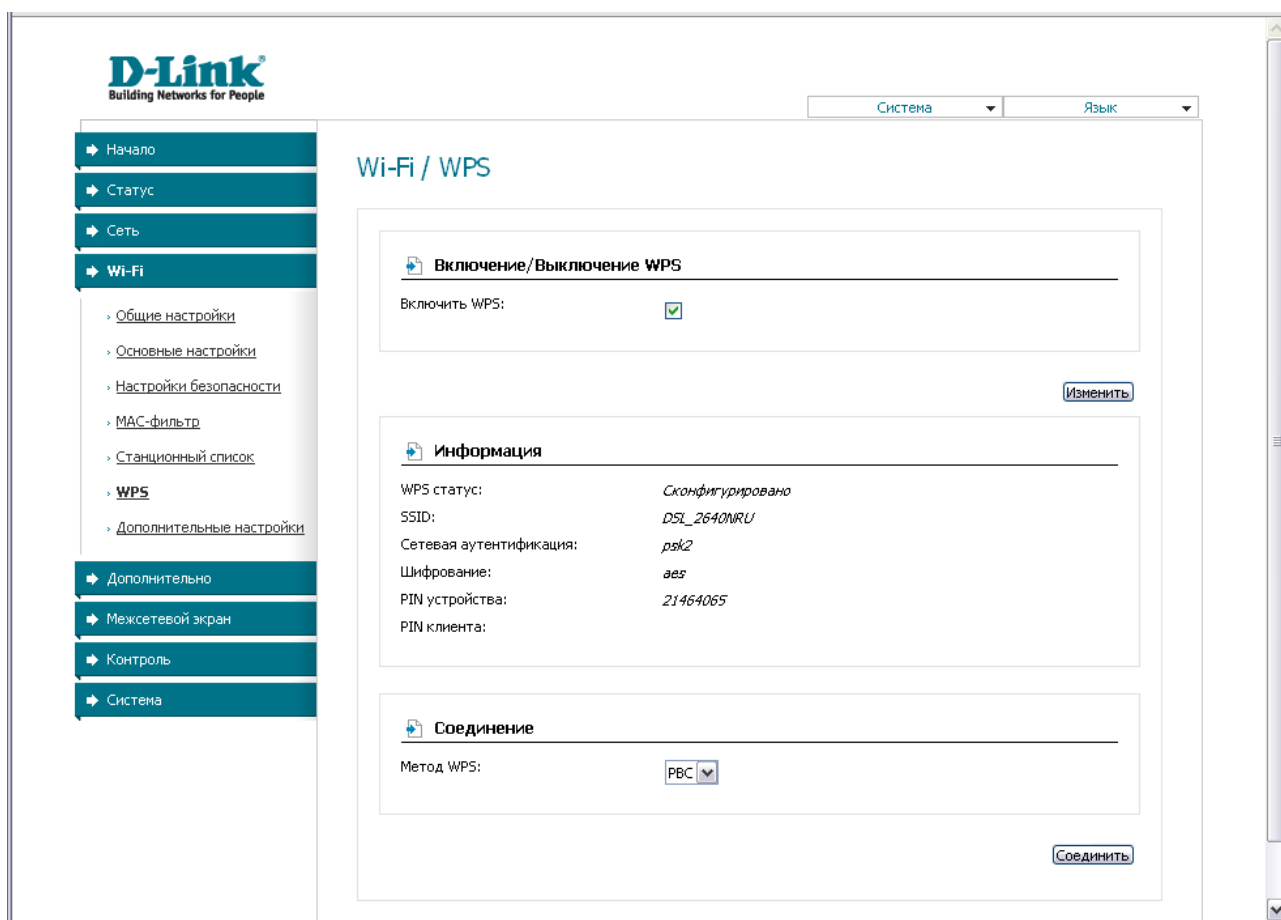 D-Link
Building Networks for People
Система
Язык
Начало
Статус
Сеть
Wi-Fi
Общие настройки
Основные настройки
Настройки безопасности
MAC-фильтр
Станционный список
WPS
Дополнительные настройки
Дополнительно
Межсетевой экран
Контроль
Система
Wi-Fi / WPS
Включение/Выключение WPS
Включить WPS:
Изменить
Информация
WPS статус: Сконфигурировано
SSID: DSL_2640NRU
Сетевая аутентификация: psk2
Шифрование: aes
PIN устройства: 21464065
PIN клиента:
Соединение
Метод WPS: PBC
Соединить